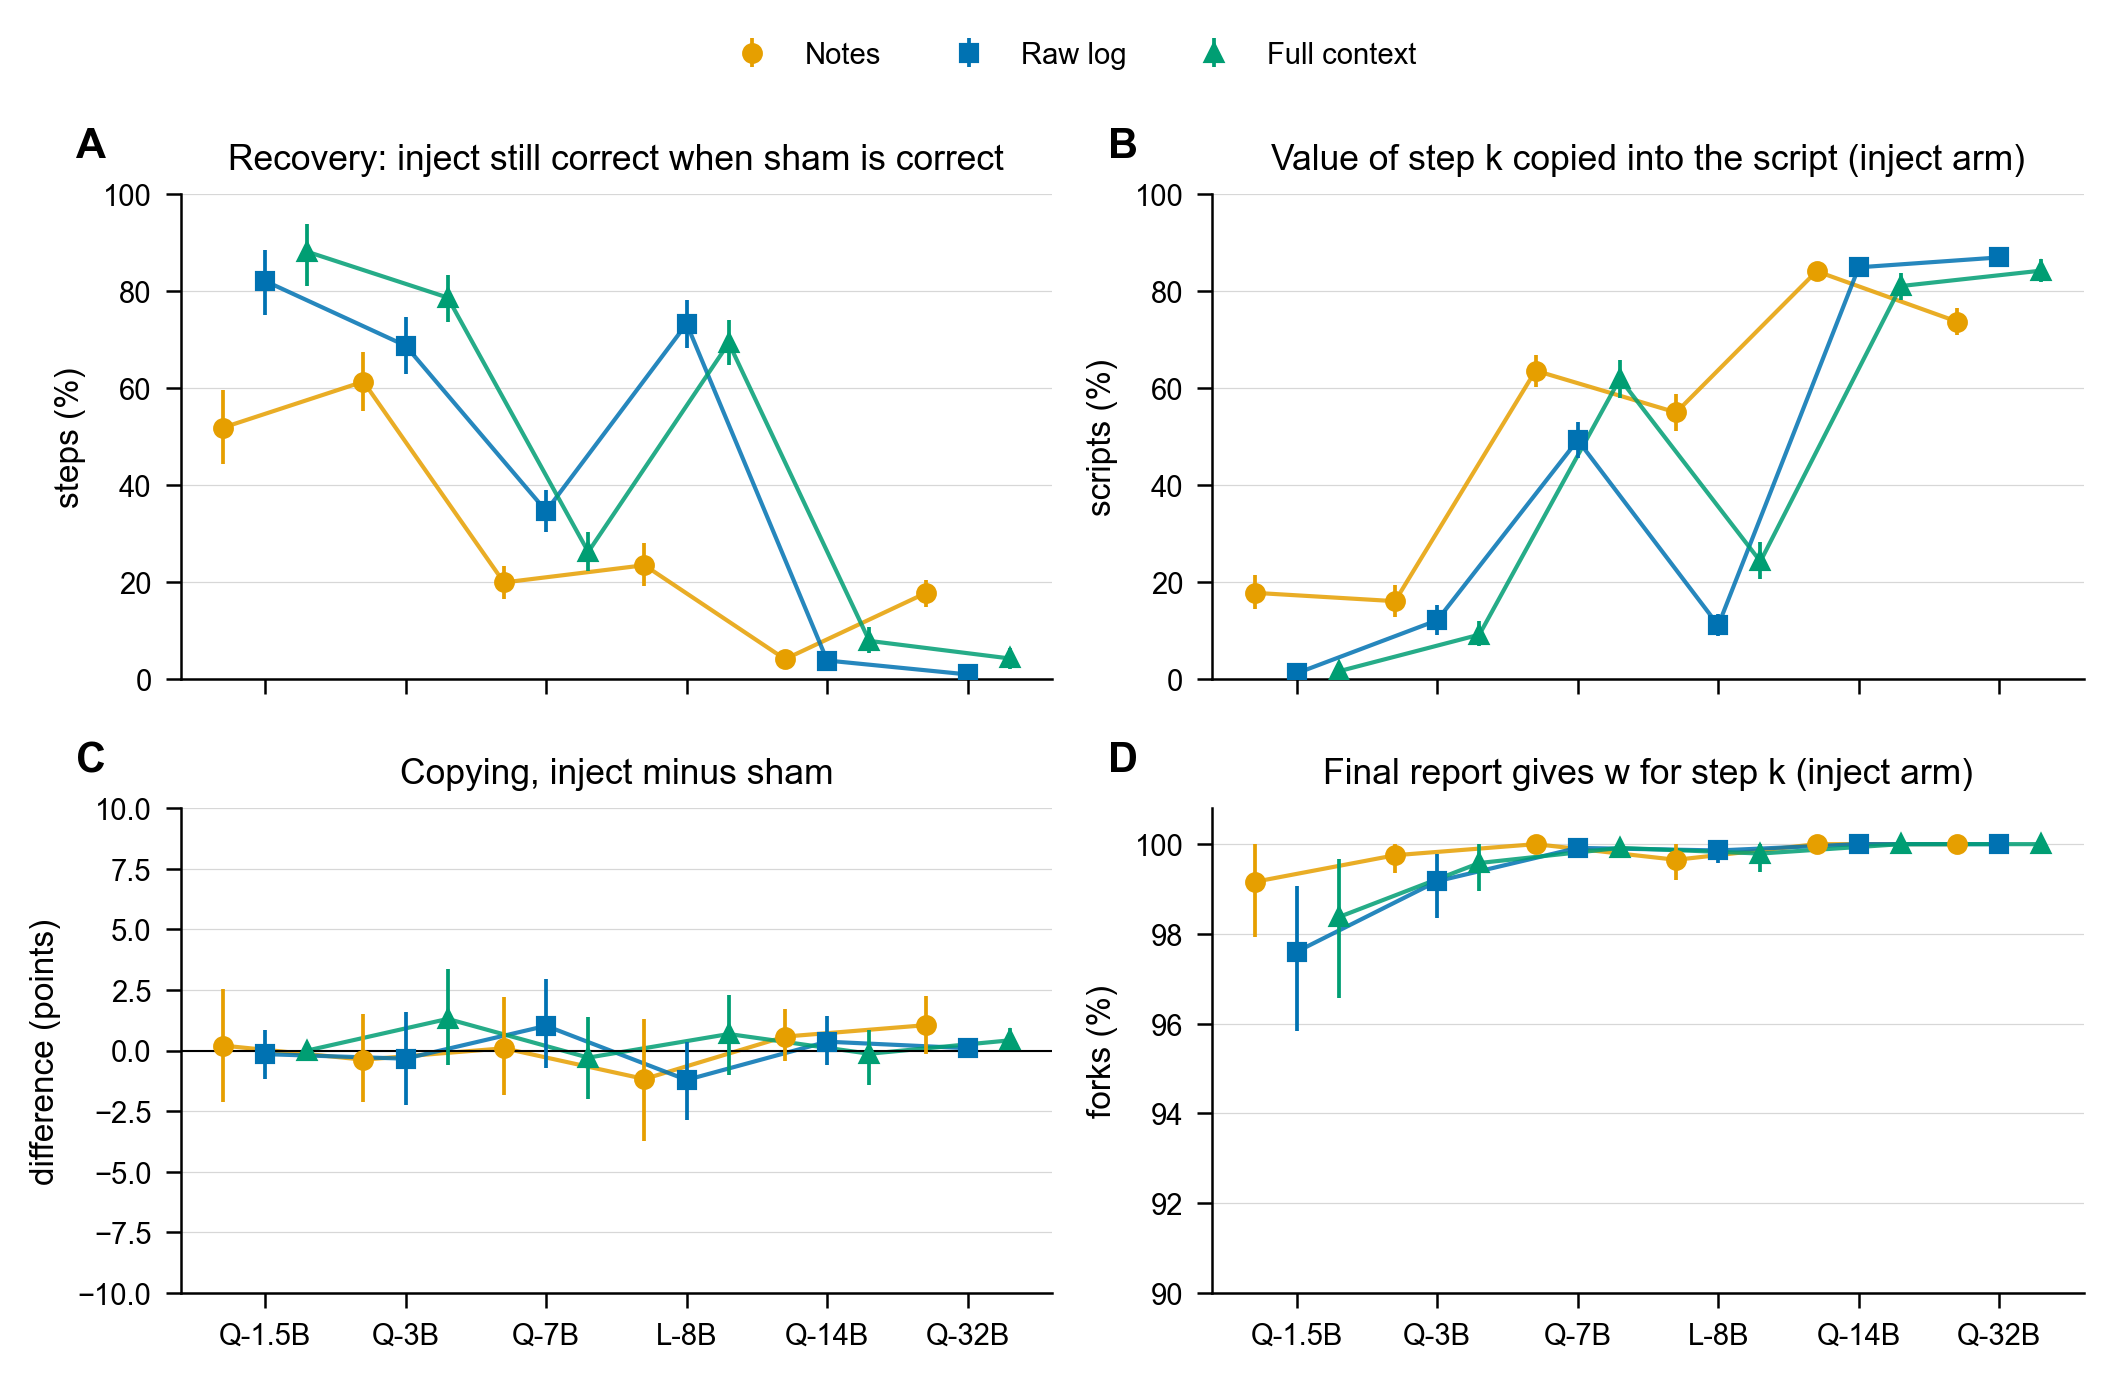 Notes Raw log Full context
A
Recovery: inject still correct when sham is correct
100
80
60
40
20
0
steps (%)
B
Value of step k copied into the script (inject arm)
100
80
60
40
20
0
scripts (%)
C
Copying, inject minus sham
10.0
7.5
5.0
2.5
0.0
−2.5
−5.0
−7.5
−10.0
difference (points)
Q-1.5B Q-3B Q-7B L-8B Q-14B Q-32B
D
Final report gives w for step k (inject arm)
100
98
96
94
92
90
forks (%)
Q-1.5B Q-3B Q-7B L-8B Q-14B Q-32B